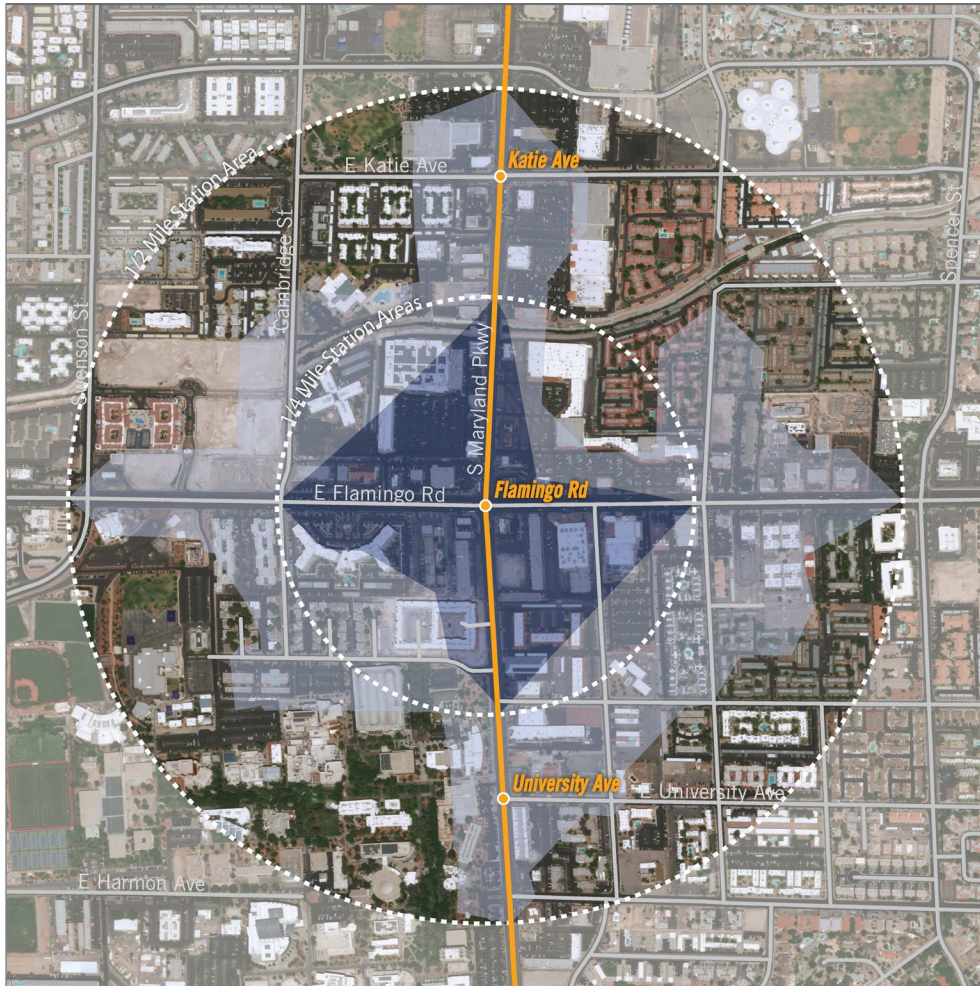 E Katie Ave
Katie Ave
1/2 Mile Station Area
Cambridge St
Spencer St
Swenson St
1/4 Mile Station Areas
S Maryland Pkwy
E Flamingo Rd
Flamingo Rd
University Ave
E University Ave
E Harmon Ave